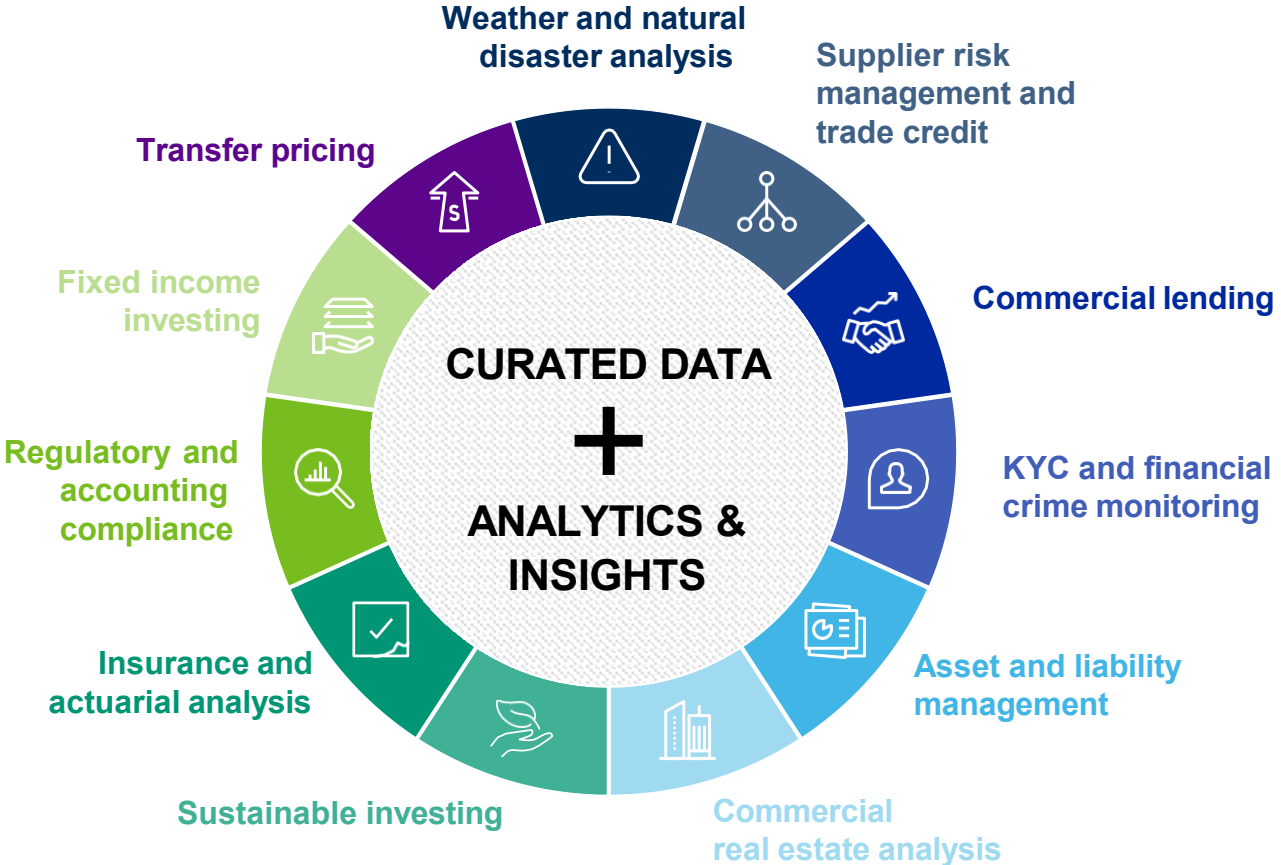 Weather and natural
disaster analysis
Supplier risk
management and
trade credit
Transfer pricing
S
Fixed income
investing
Commercial lending
CURATED DATA
+
ANALYTICS &
INSIGHTS
Regulatory and
accounting
compliance
KYC and financial
crime monitoring
Insurance and
actuarial analysis
Asset and liability
management
Sustainable investing
Commercial
real estate analysis